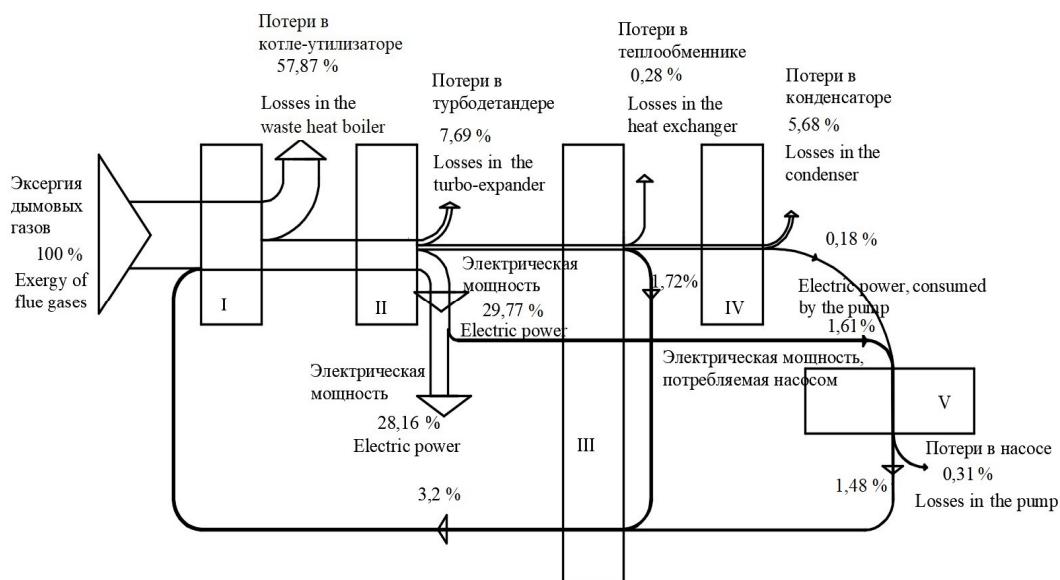 Потери в
котле-утилизаторе
57,87 %
Losses in the
waste heat boiler
Потери в
турбодетандере
7,69 %
Losses in the
turbo-expander
Потери в
теплообменнике
0,28 %
Losses in the
heat exchanger
Потери в
конденсаторе
5,68 %
Losses in the
condenser
Эксергия
дымовых
газов
100 %
Exergy of
flue gases
I
II
III
IV
V
Электрическая
мощность
29,77 %
Electric power
1,72%
0,18 %
Electric power, consumed
by the pump
1,61%
Электрическая мощность,
потребляемая насосом
Электрическая
мощность
28,16 %
Electric power
3,2 %
1,48 %
Потери в насосе
0,31 %
Losses in the pump